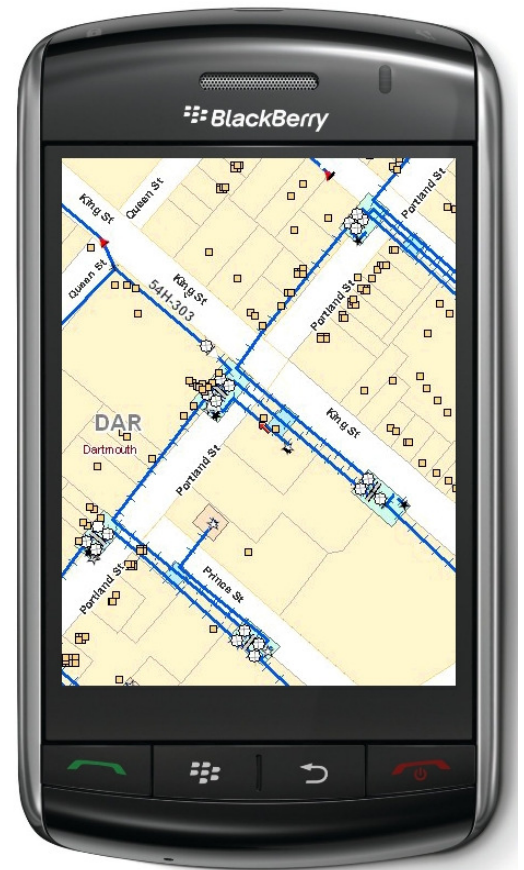 BlackBerry
King St
Queen St
Portland St
Queen St
54H-303
King St
Portland St
King St
DAR
Dartmouth
Portland St
Portland St
Prince St